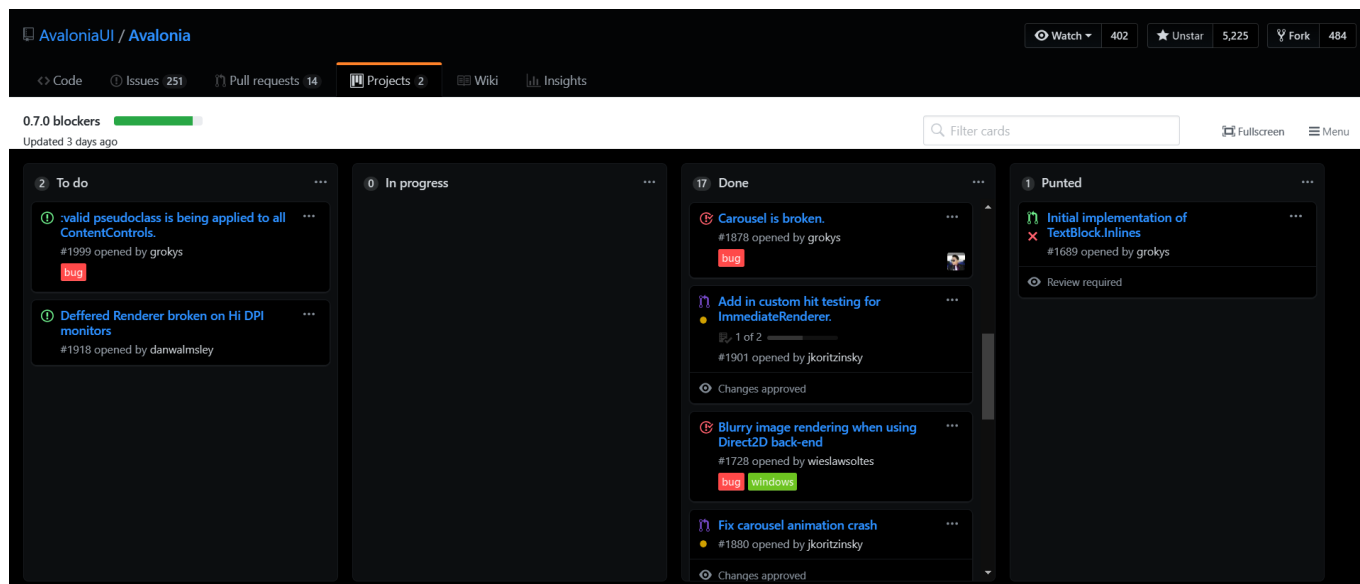 AvaloniaUI / Avalonia
Watch 402
Unstar 5,225
Fork 484
Code
Issues 251
Pull requests 14
Projects 2
Wiki
Insights
0.7.0 blockers
Updated 3 days ago
Filter cards
Fullscreen
Menu
2 To do
:valid pseudoclass is being applied to all
ContentControls.
#1999 opened by grokys
bug
Deffered Renderer broken on Hi DPI
monitors
#1918 opened by danwalmsley
0 In progress
17 Done
Carousel is broken.
#1878 opened by grokys
bug
Add in custom hit testing for
ImmediateRenderer.
1 of 2
#1901 opened by jkoritzinsky
Changes approved
Blurry image rendering when using
Direct2D back-end
#1728 opened by wieslawsoltes
bug windows
Fix carousel animation crash
#1880 opened by jkoritzinsky
Changes approved
1 Punted
Initial implementation of
TextBlock.Inlines
#1689 opened by grokys
Review required